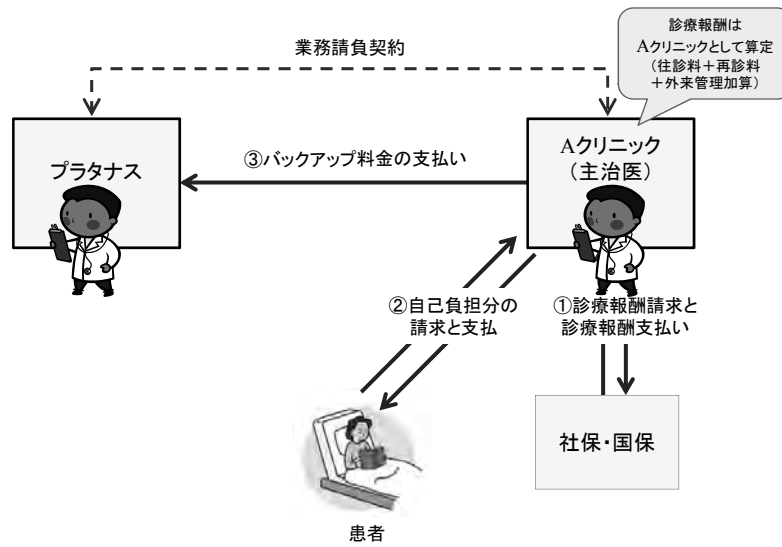 業務請負契約
診療報酬は
Aクリニックとして算定
（往診料＋再診料
＋外来管理加算）
プラタナス
③バックアップ料金の支払い
Aクリニック
（主治医）
②自己負担分の
請求と支払
①診療報酬請求と
診療報酬支払い
社保・国保
患者